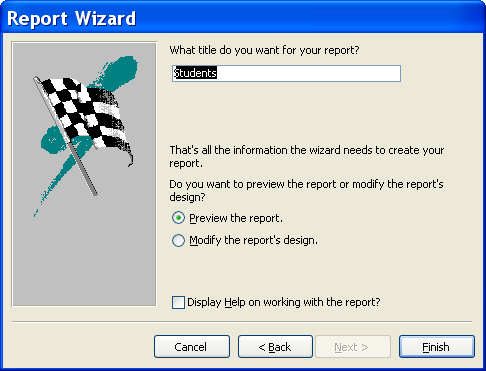 Report Wizard
What title do you want for your report?
Students
That's all the information the wizard needs to create your
report.
Do you want to preview the report or modify the report's
design?
Preview the report.
Modify the report's design.
Display Help on working with the report?
Cancel
< Back
Next >
Finish